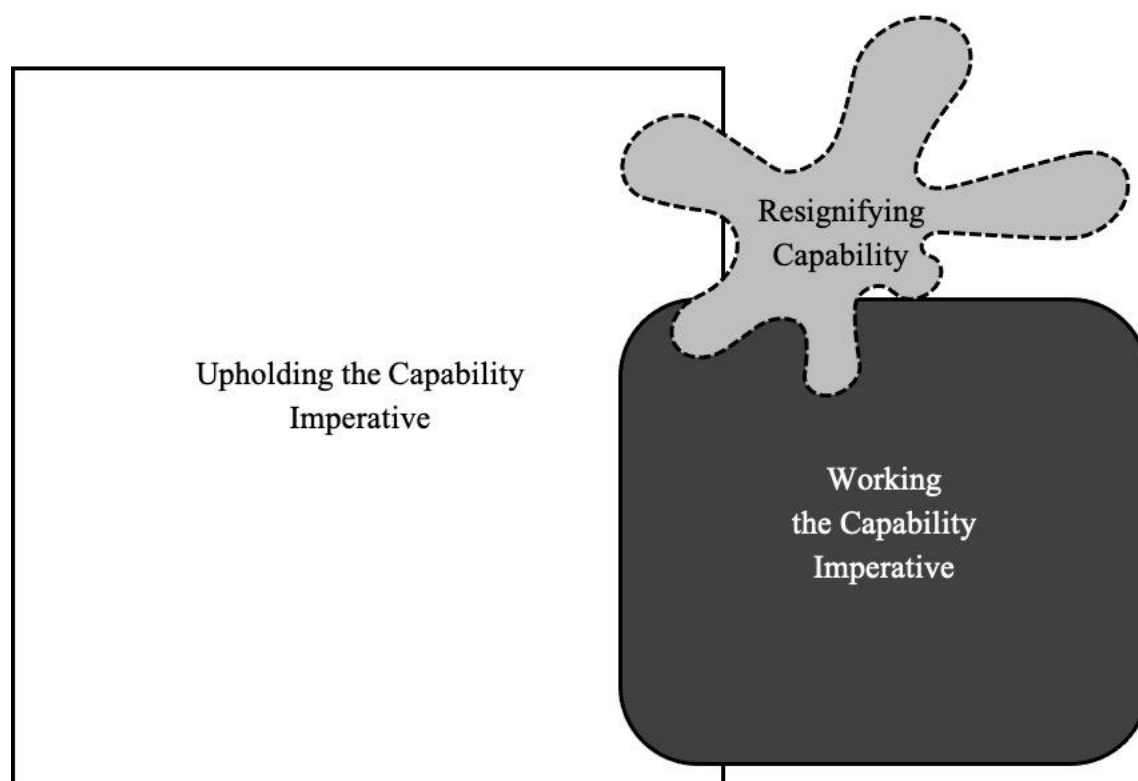 Resignifying
Capability
Upholding the Capability
Imperative
Working
the Capability
Imperative